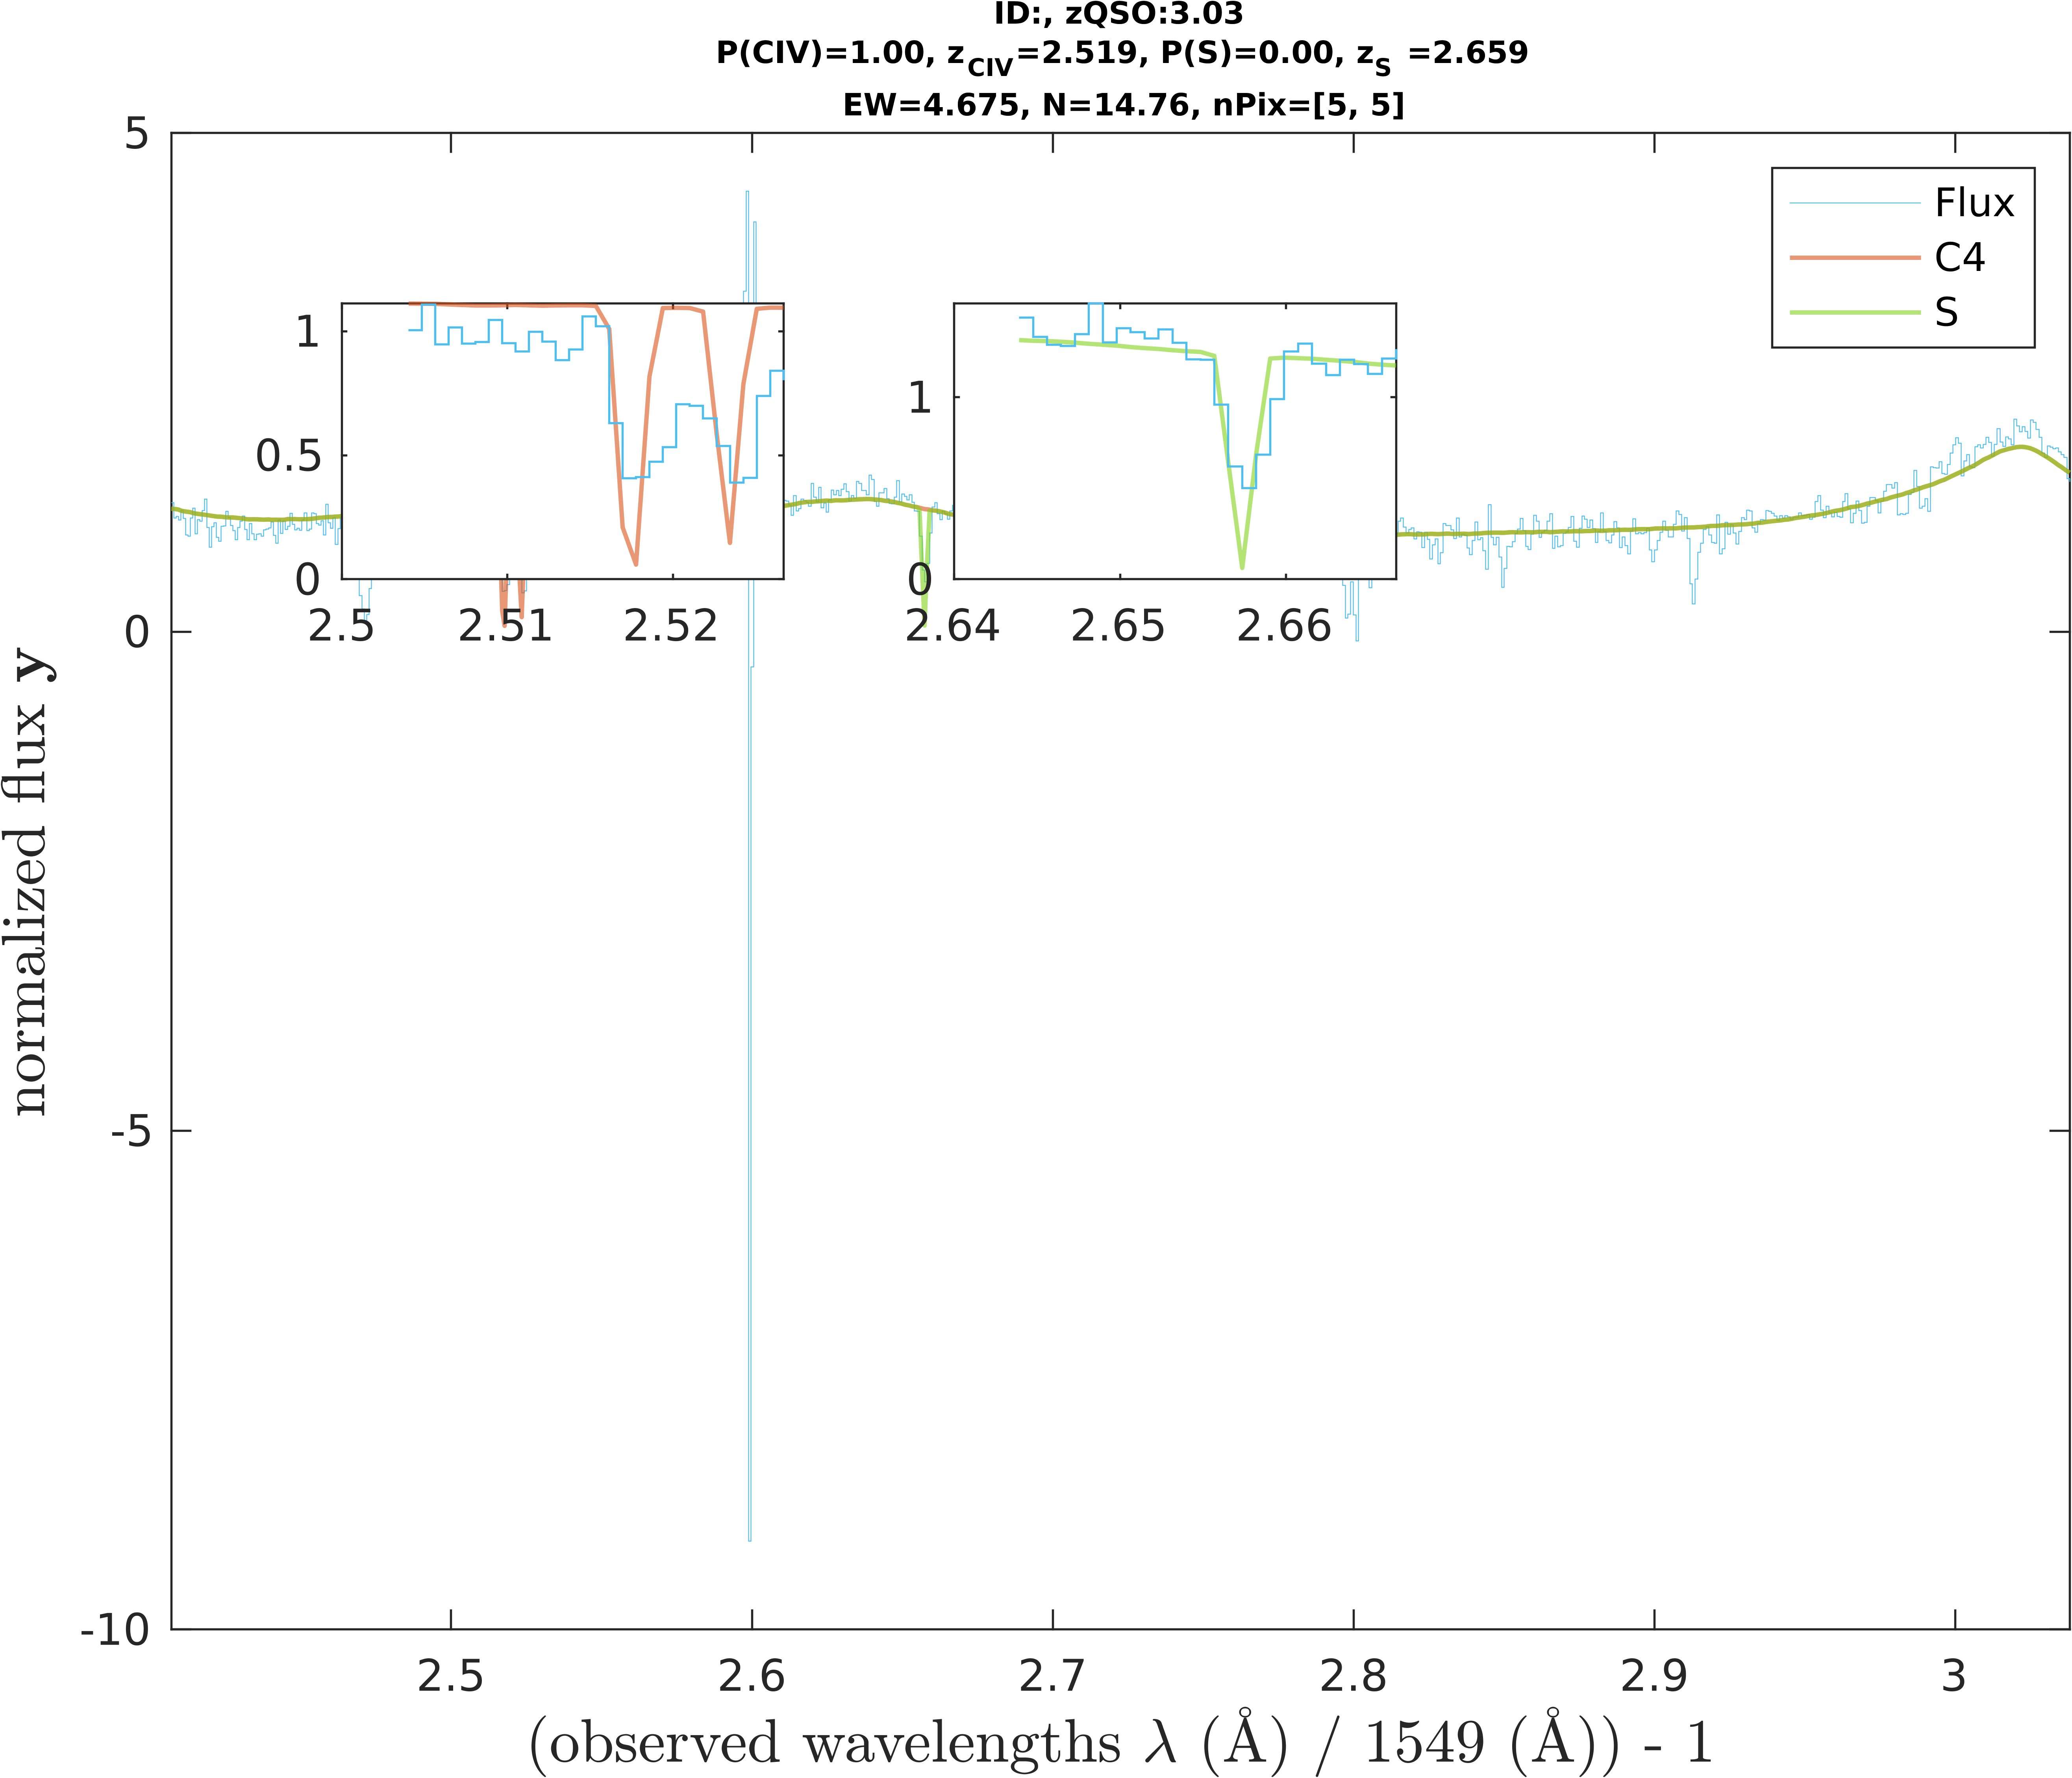 ID:, zQSO:3.03
P(CIV)=1.00, z_CIV=2.519, P(S)=0.00, z_S =2.659
EW=4.675, N=14.76, nPix=[5, 5]
5
0
-5
-10
normalized flux y
Flux
C4
S
1
0.5
0
2.5
2.51
2.52
1
0
2.64
2.65
2.66
2.5
2.6
2.7
2.8
2.9
3
(observed wavelengths λ (Å) / 1549 (Å)) - 1